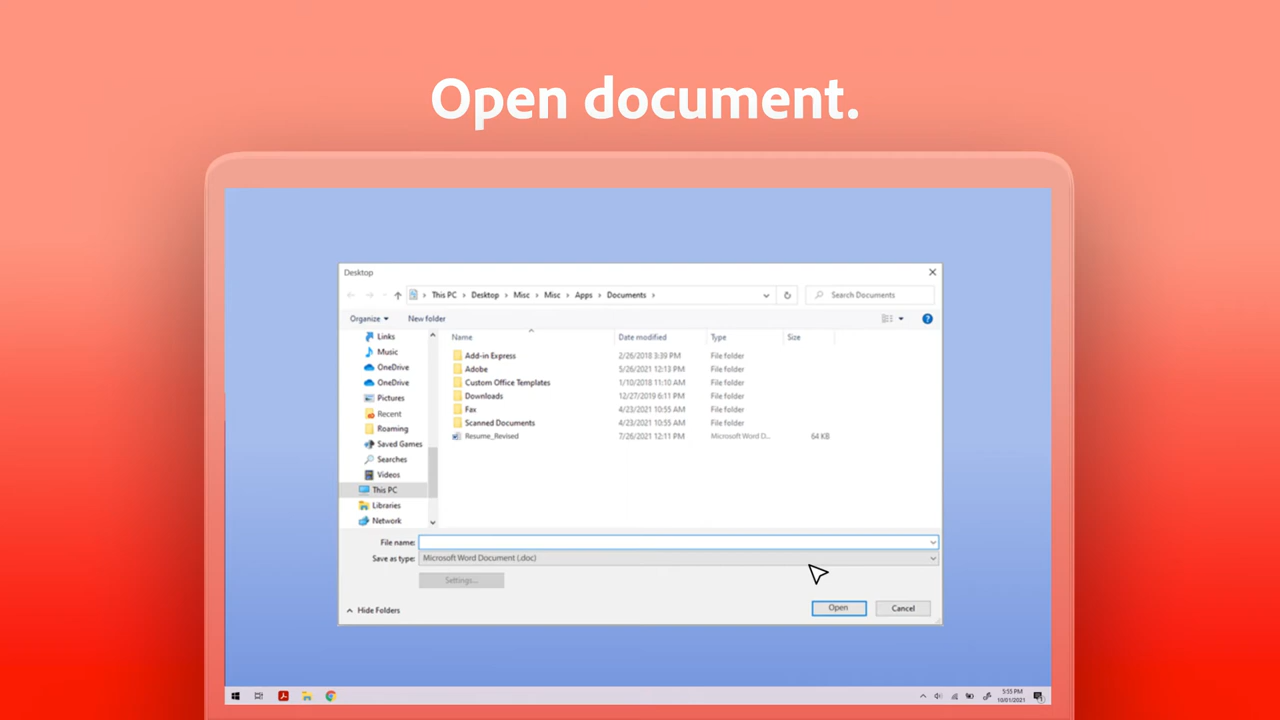 Open document.
Desktop
This PC > Desktop > Misc > Misc > Apps > Documents >
Search Documents
Organize
New folder
Links
Music
OneDrive
OneDrive
Pictures
Recent
Roaming
Saved Games
Searches
Videos
This PC
Libraries
Network
Name Date modified Type Size
Add-in Express 2/26/2018 3:39 PM File folder
Adobe 5/26/2021 12:13 PM File folder
Custom Office Templates 1/10/2018 11:10 AM File folder
Downloads 12/27/2019 6:11 PM File folder
Fax 4/23/2021 10:55 AM File folder
Scanned Documents 4/23/2021 10:55 AM File folder
Resume_Revised 7/26/2021 12:11 PM Microsoft Word D... 64 KB
File name:
Save as type: Microsoft Word Document (.doc)
Settings...
Hide Folders
Open
Cancel
5:55 PM
10/01/2021